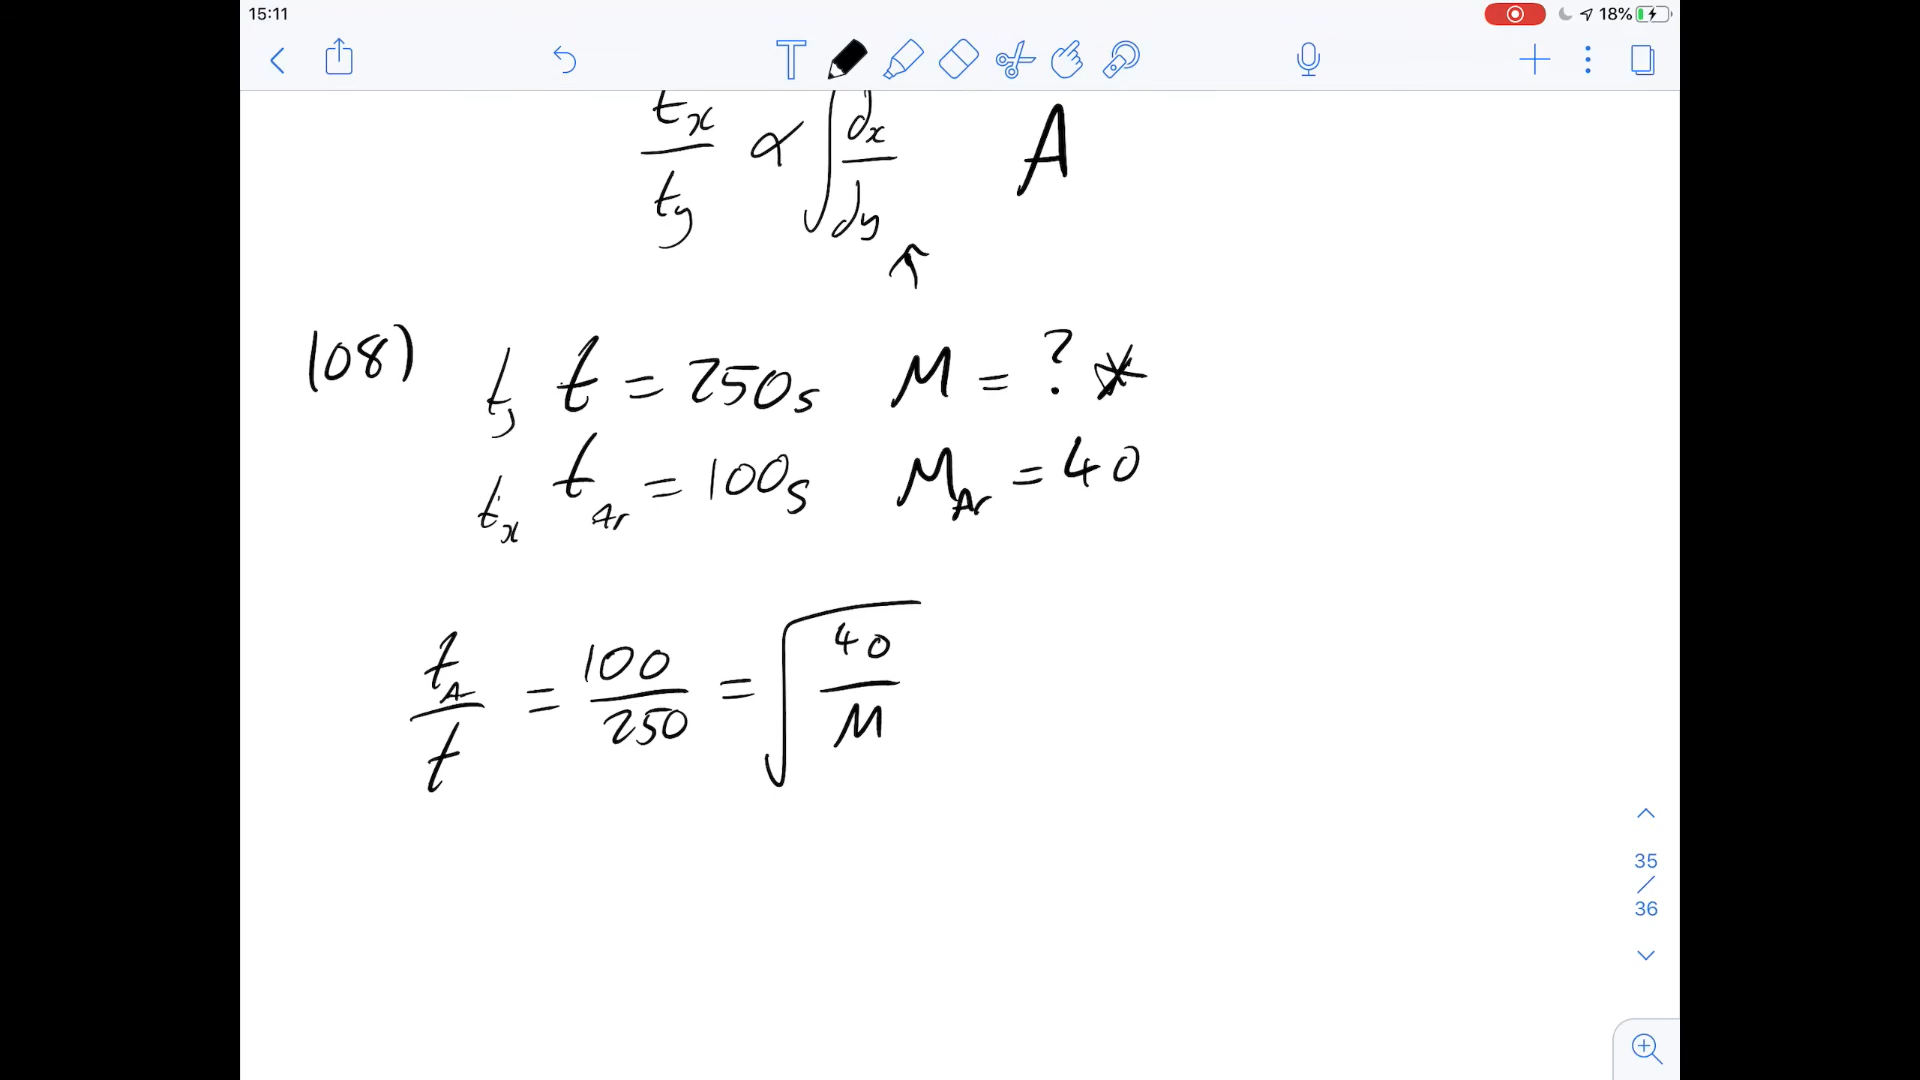 15:11
18%
T
tx/ty ∝ √dx/dy A
↑
108) ty t = 250s M = ? *
tx tAr = 100s MAr = 40
tA/t = 100/250 = √40/M
35
/
36